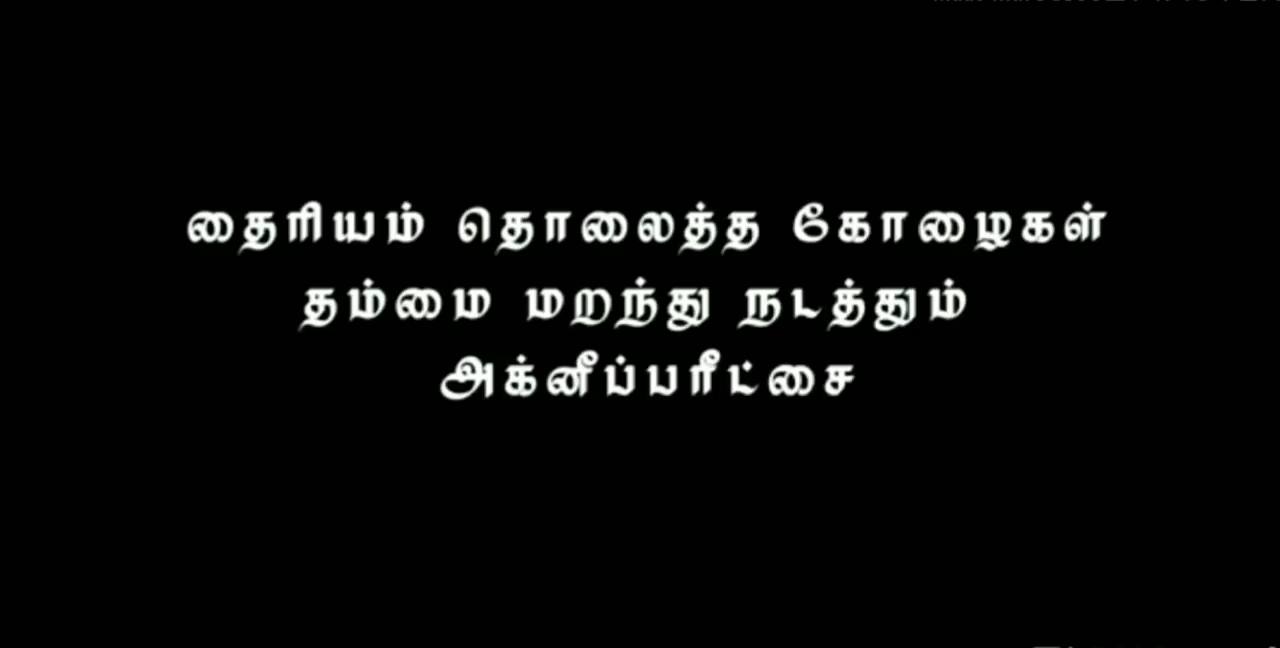 தைரியம் தொலைத்த கோழைகள்
தம்மை மறந்து நடத்தும்
அக்னீப்பரீட்சை